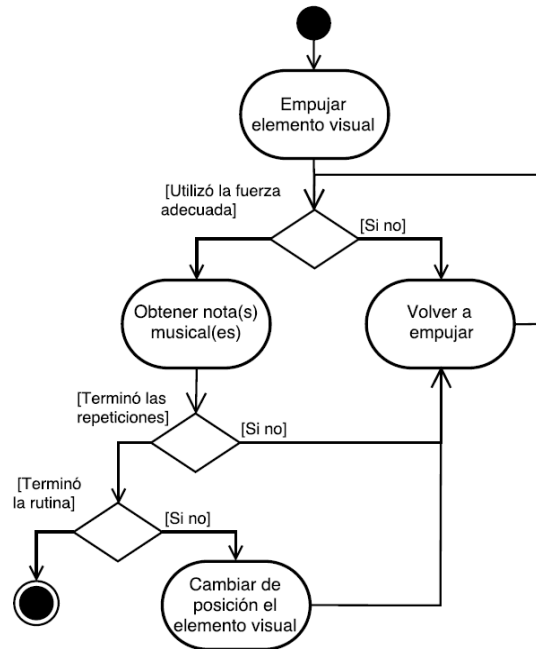 Empujar
elemento visual
[Utilizó la fuerza
adecuada]
[Si no]
Obtener nota(s)
musical(es)
Volver a
empujar
[Terminó las
repeticiones]
[Si no]
[Terminó
la rutina]
[Si no]
Cambiar de
posición el
elemento visual